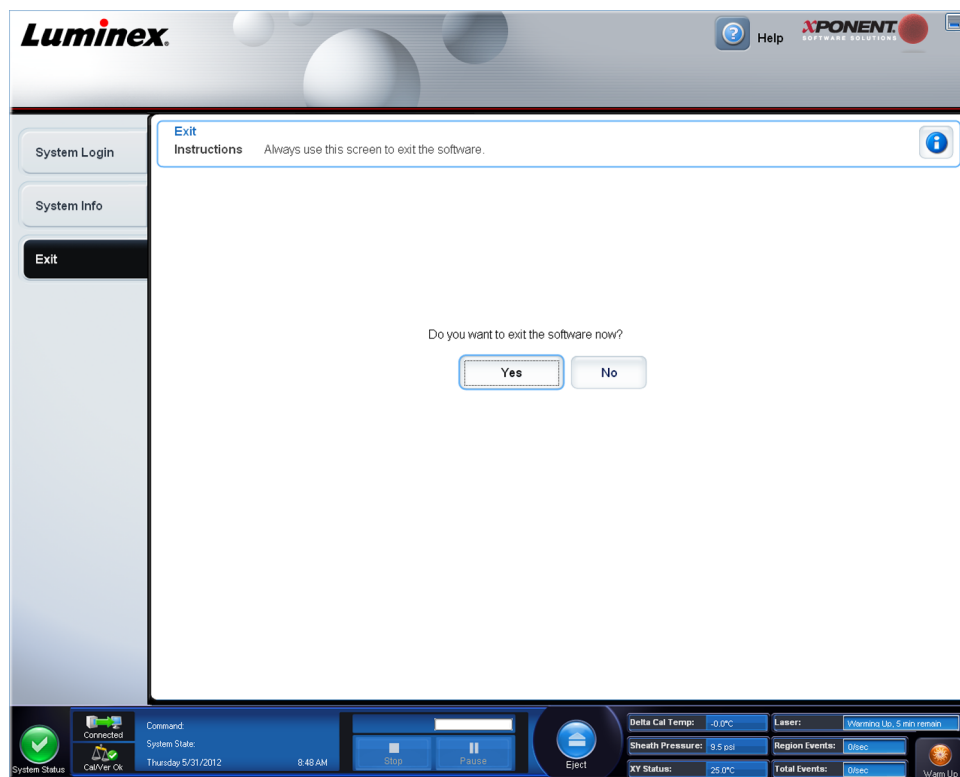 Luminex.
Help
XPONENT.
SOFTWARE SOLUTIONS
System Login
System Info
Exit
Exit
Instructions Always use this screen to exit the software.
Do you want to exit the software now?
Yes No
System Status
Connected
Cal/Ver Ok
Command:
System State:
Thursday 5/31/2012 8:48 AM
Stop Pause
Eject
Delta Cal Temp: -0.0°C Laser: Warming Up, 5 min remain
Sheath Pressure: 9.5 psi Region Events: 0/sec
XY Status: 25.0°C Total Events: 0/sec
Warm Up